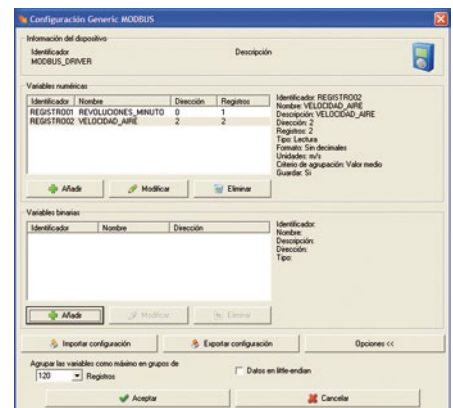 Configuración Generic MODBUS
Información del dispositivo
Identificador Descripción
MODBUS_DRIVER
Variables numéricas
Identificador Nombre Dirección Registros
REGISTRO01 REVOLUCIONES_MINUTO 0 1
REGISTRO02 VELOCIDAD_AIRE 2 2
Identificador: REGISTRO02
Nombre: VELOCIDAD_AIRE
Descripción: VELOCIDAD_AIRE
Dirección: 2
Registros: 2
Tipo: Lectura
Formato: Sin decimales
Unidades: m/s
Criterio de agrupación: Valor medio
Guardar: Si
Añadir Modificar Eliminar
Variables binarias
Identificador Nombre Dirección
Identificador:
Nombre:
Descripción:
Dirección:
Tipo:
Añadir Modificar Eliminar
Importar configuración Exportar configuración Opciones <<
Agrupar las variables como máximo en grupos de
120 Registros Datos en little-endian
Aceptar Cancelar